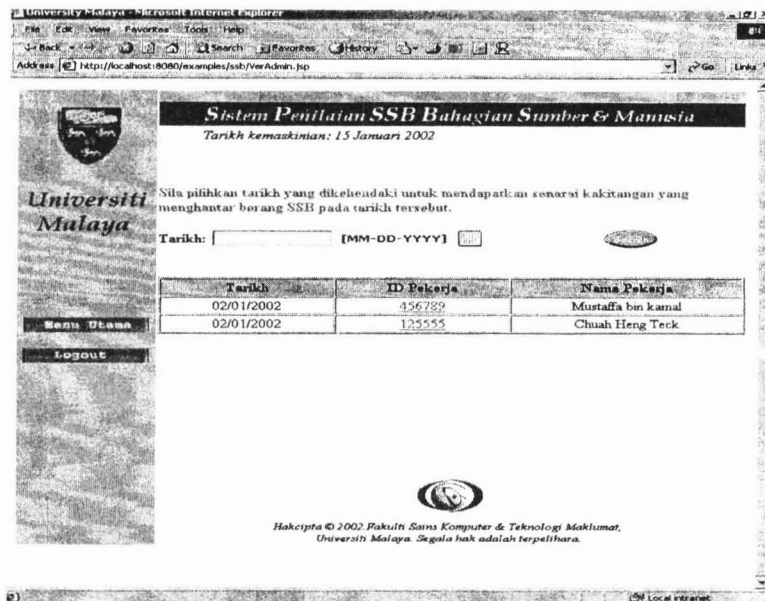 University Malaya - Microsoft Internet Explorer
File Edit View Favorites Tools Help
Back Search Favorites History
Address http://localhost:8080/examples/ssb/VerAdmin.jsp Go Links
Sistem Penilaian SSB Bahagian Sumber & Manusia
Tarikh kemaskinian: 15 Januari 2002
Universiti
Malaya
Sila pilihkan tarikh yang dikehendaki untuk mendapatkan senarai kakitangan yang
menghantar borang SSB pada tarikh tersebut.
Tarikh: [MM-DD-YYYY] Search
Tarikh ID Pekerja Nama Pekerja
02/01/2002 456789 Mustaffa bin kamal
02/01/2002 125555 Chuah Heng Teck
Menu Utama
Logout
Hakcipta © 2002.Fakulti Sains Komputer & Teknologi Maklumat,
Universiti Malaya. Segala hak adalah terpelihara.
Local intranet